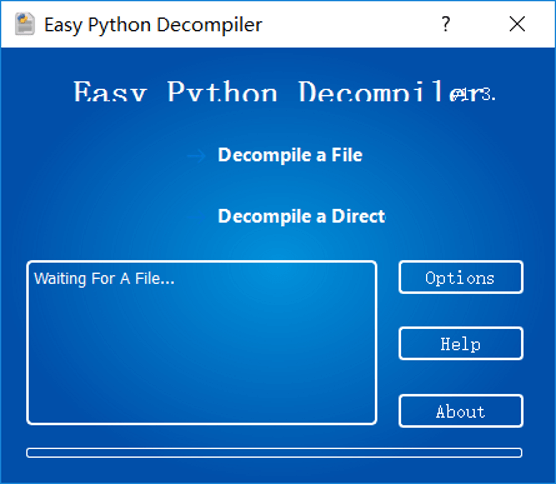 Easy Python Decompiler
Easy Python Decompiler
Decompile a File
Decompile a Direct
Waiting For A File...
Options
Help
About